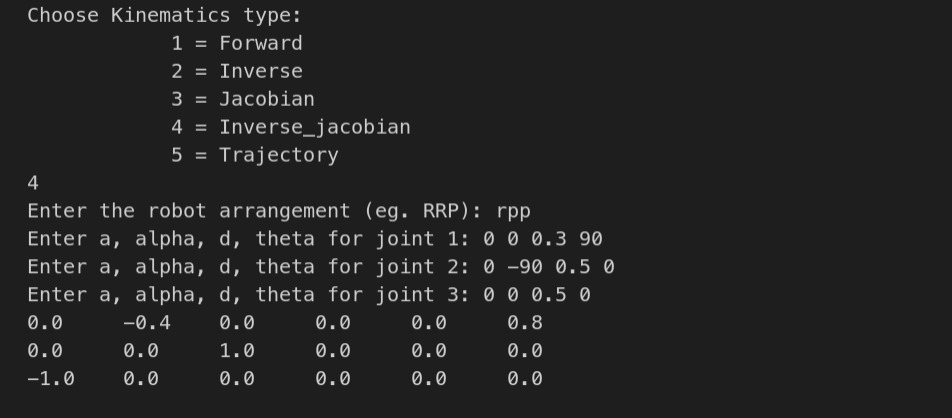 Choose Kinematics type:
1 = Forward
2 = Inverse
3 = Jacobian
4 = Inverse_jacobian
5 = Trajectory
4
Enter the robot arrangement (eg. RRP): rpp
Enter a, alpha, d, theta for joint 1: 0 0 0.3 90
Enter a, alpha, d, theta for joint 2: 0 −90 0.5 0
Enter a, alpha, d, theta for joint 3: 0 0 0.5 0
0.0 −0.4 0.0 0.0 0.0 0.8
0.0 0.0 1.0 0.0 0.0 0.0
−1.0 0.0 0.0 0.0 0.0 0.0